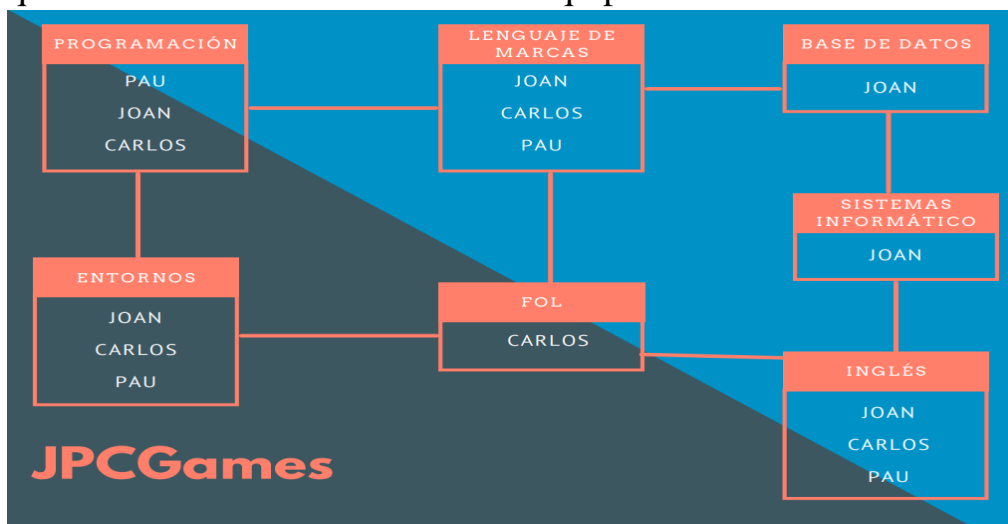 PROGRAMACIÓN
PAU
JOAN
CARLOS
LENGUAJE DE
MARCAS
JOAN
CARLOS
PAU
BASE DE DATOS
JOAN
SISTEMAS
INFORMÁTICO
JOAN
ENTORNOS
JOAN
CARLOS
PAU
FOL
CARLOS
INGLÉS
JOAN
CARLOS
PAU
JPCGames